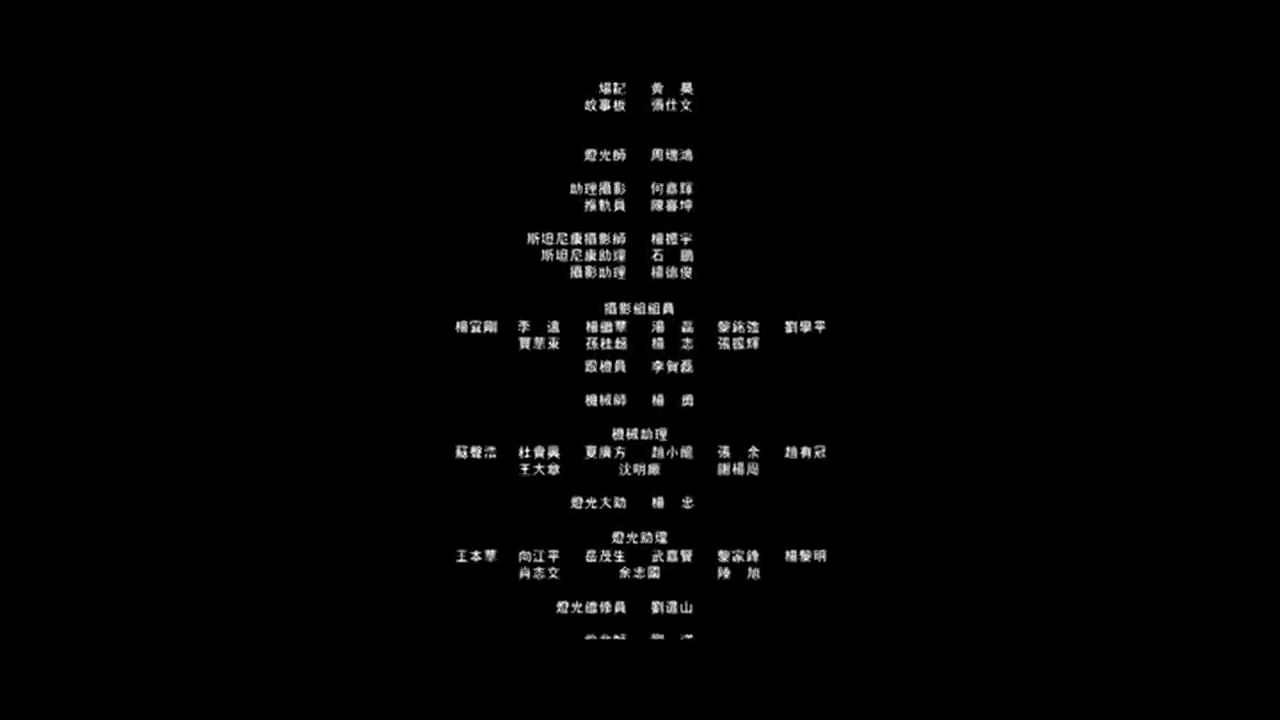 場記 黃 昊
故事板 張仕文
燈光師 周瑞鴻
助理攝影 何嘉輝
推軌員 陳喜坤
斯坦尼康攝影師 楊振宇
斯坦尼康助理 石 鵬
攝影助理 楊德俊
攝影組組員
楊宜剛 李 遠 楊繼華 湯 磊 黎銘強 劉學平
賈慧東 孫桂超 楊 志 張振輝
跟機員 李賀磊
機械師 楊 勇
機械助理
蘇聲浩 杜貴興 夏廣方 趙小龍 張 余 趙有冠
王大章 沈明 謝楊周
燈光大助 楊 忠
燈光助理
王本華 向江平 岳茂生 武嘉賢 黎家鋒 楊黎明
肖志文 余忠國 陸 旭
燈光維修員 劉還山